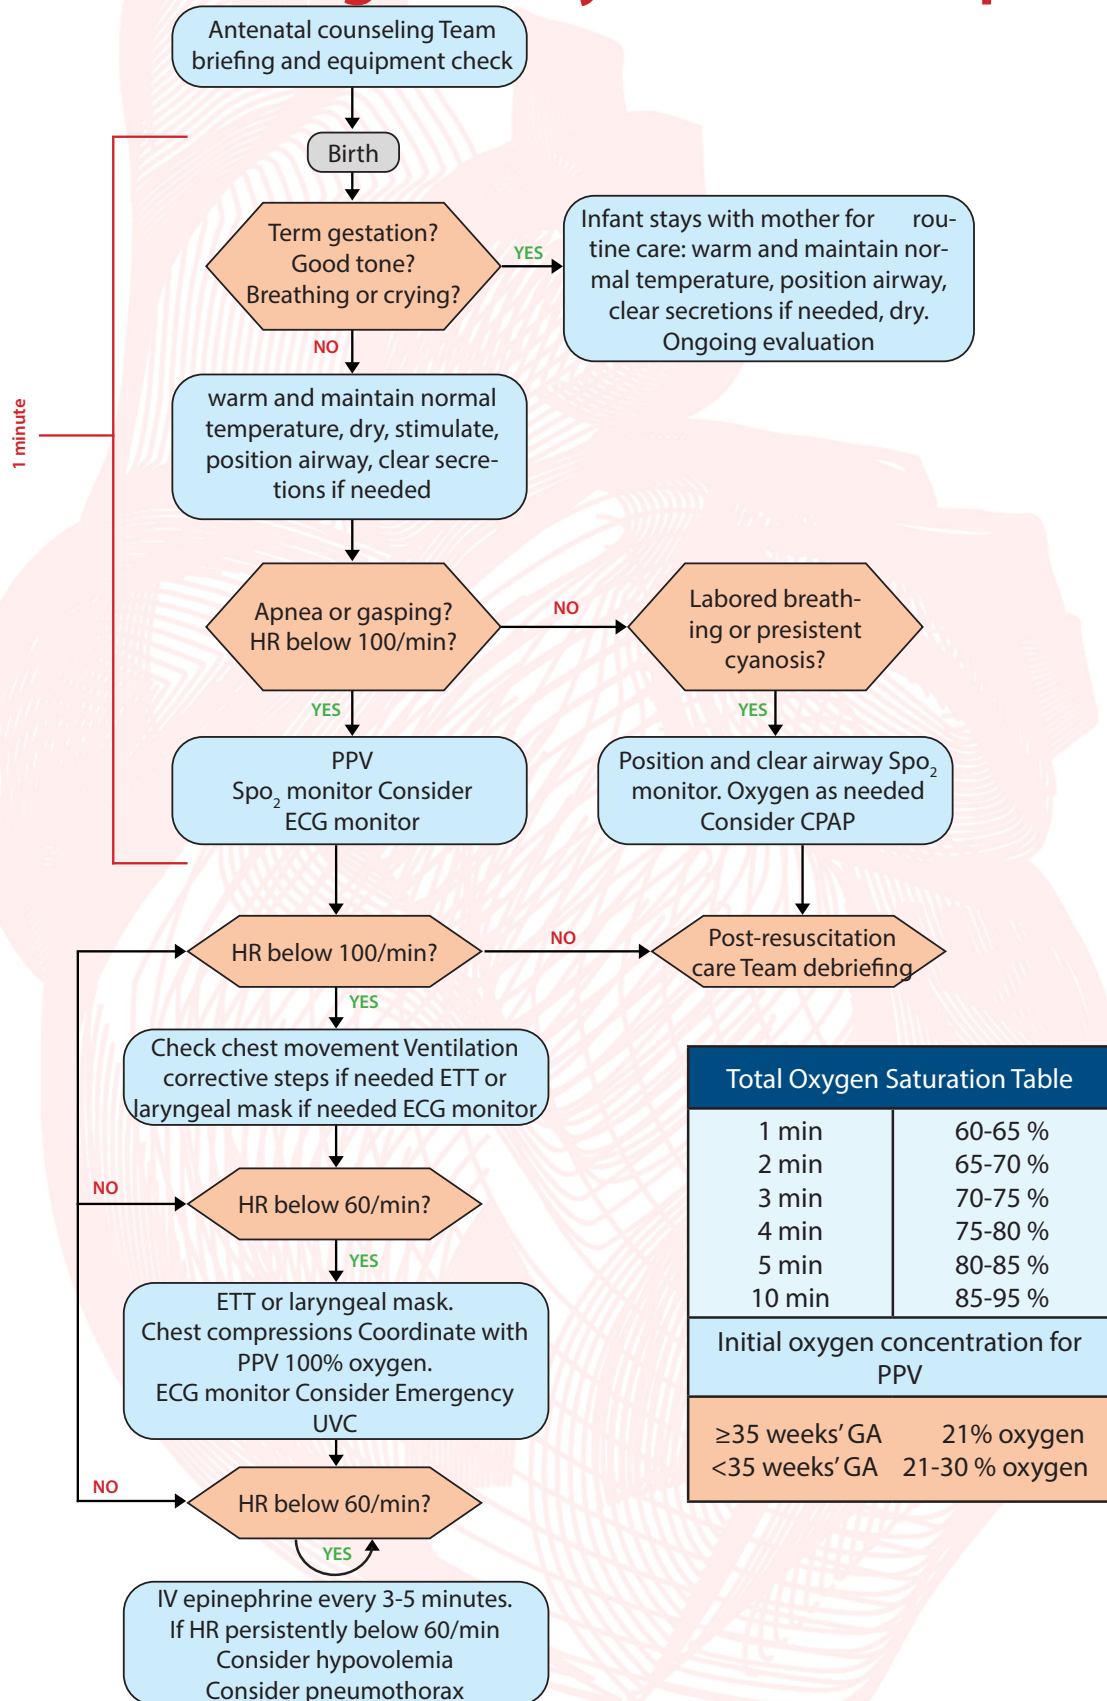 Antenatal counseling Team
briefing and equipment check
Birth
Term gestation?
Good tone?
Breathing or crying?
YES
Infant stays with mother for rou-
tine care: warm and maintain nor-
mal temperature, position airway,
clear secretions if needed, dry.
Ongoing evaluation
NO
1 minute
warm and maintain normal
temperature, dry, stimulate,
position airway, clear secre-
tions if needed
Apnea or gasping?
HR below 100/min?
NO
Labored breath-
ing or presistent
cyanosis?
YES
YES
PPV
Spo2 monitor Consider
ECG monitor
Position and clear airway Spo2
monitor. Oxygen as needed
Consider CPAP
HR below 100/min?
NO
Post-resuscitation
care Team debriefing
YES
Check chest movement Ventilation
corrective steps if needed ETT or
laryngeal mask if needed ECG monitor
NO
HR below 60/min?
YES
ETT or laryngeal mask.
Chest compressions Coordinate with
PPV 100% oxygen.
ECG monitor Consider Emergency
UVC
NO
HR below 60/min?
YES
IV epinephrine every 3-5 minutes.
If HR persistently below 60/min
Consider hypovolemia
Consider pneumothorax
Total Oxygen Saturation Table
1 min 60-65 %
2 min 65-70 %
3 min 70-75 %
4 min 75-80 %
5 min 80-85 %
10 min 85-95 %
Initial oxygen concentration for
PPV
≥35 weeks’ GA 21% oxygen
<35 weeks’ GA 21-30 % oxygen